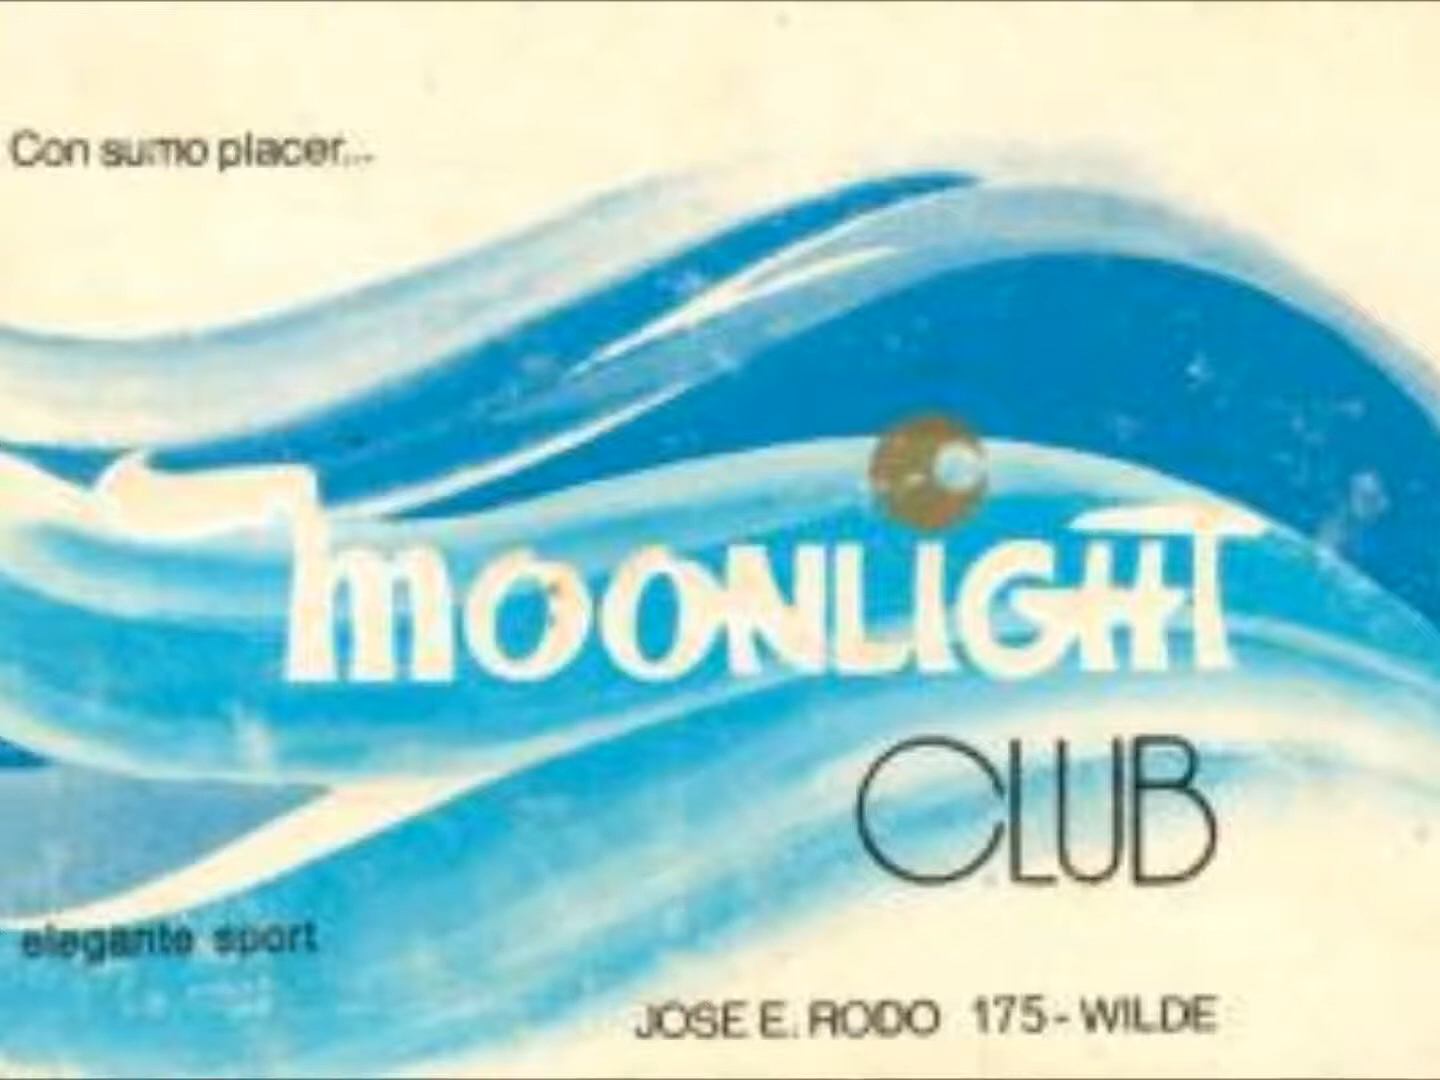 Con sumo placer...
MOONLIGHT
CLUB
elegante sport
JOSE E. RODO 175 - WILDE